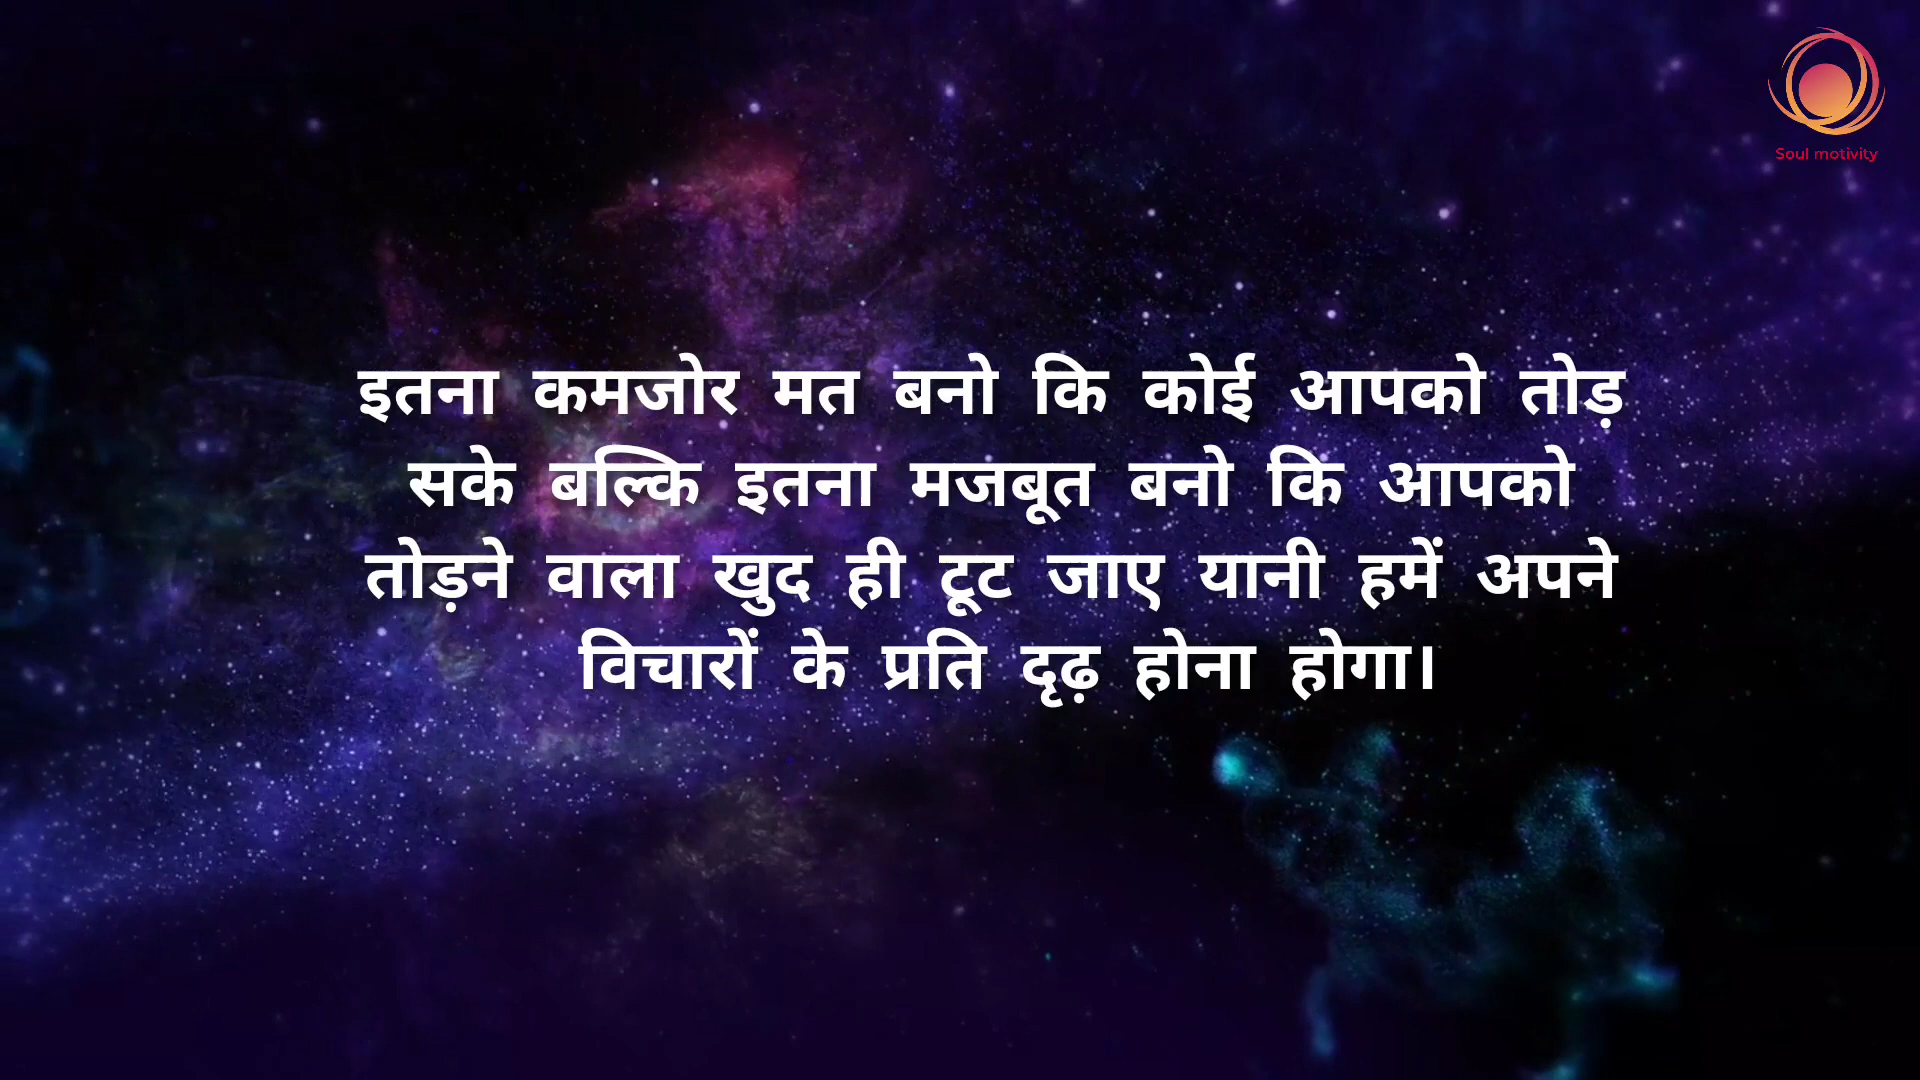 Soul motivity
इतना कमजोर मत बनो कि कोई आपको तोड़
सके बल्कि इतना मजबूत बनो कि आपको
तोड़ने वाला खुद ही टूट जाए यानी हमें अपने
विचारों के प्रति दृढ़ होना होगा।